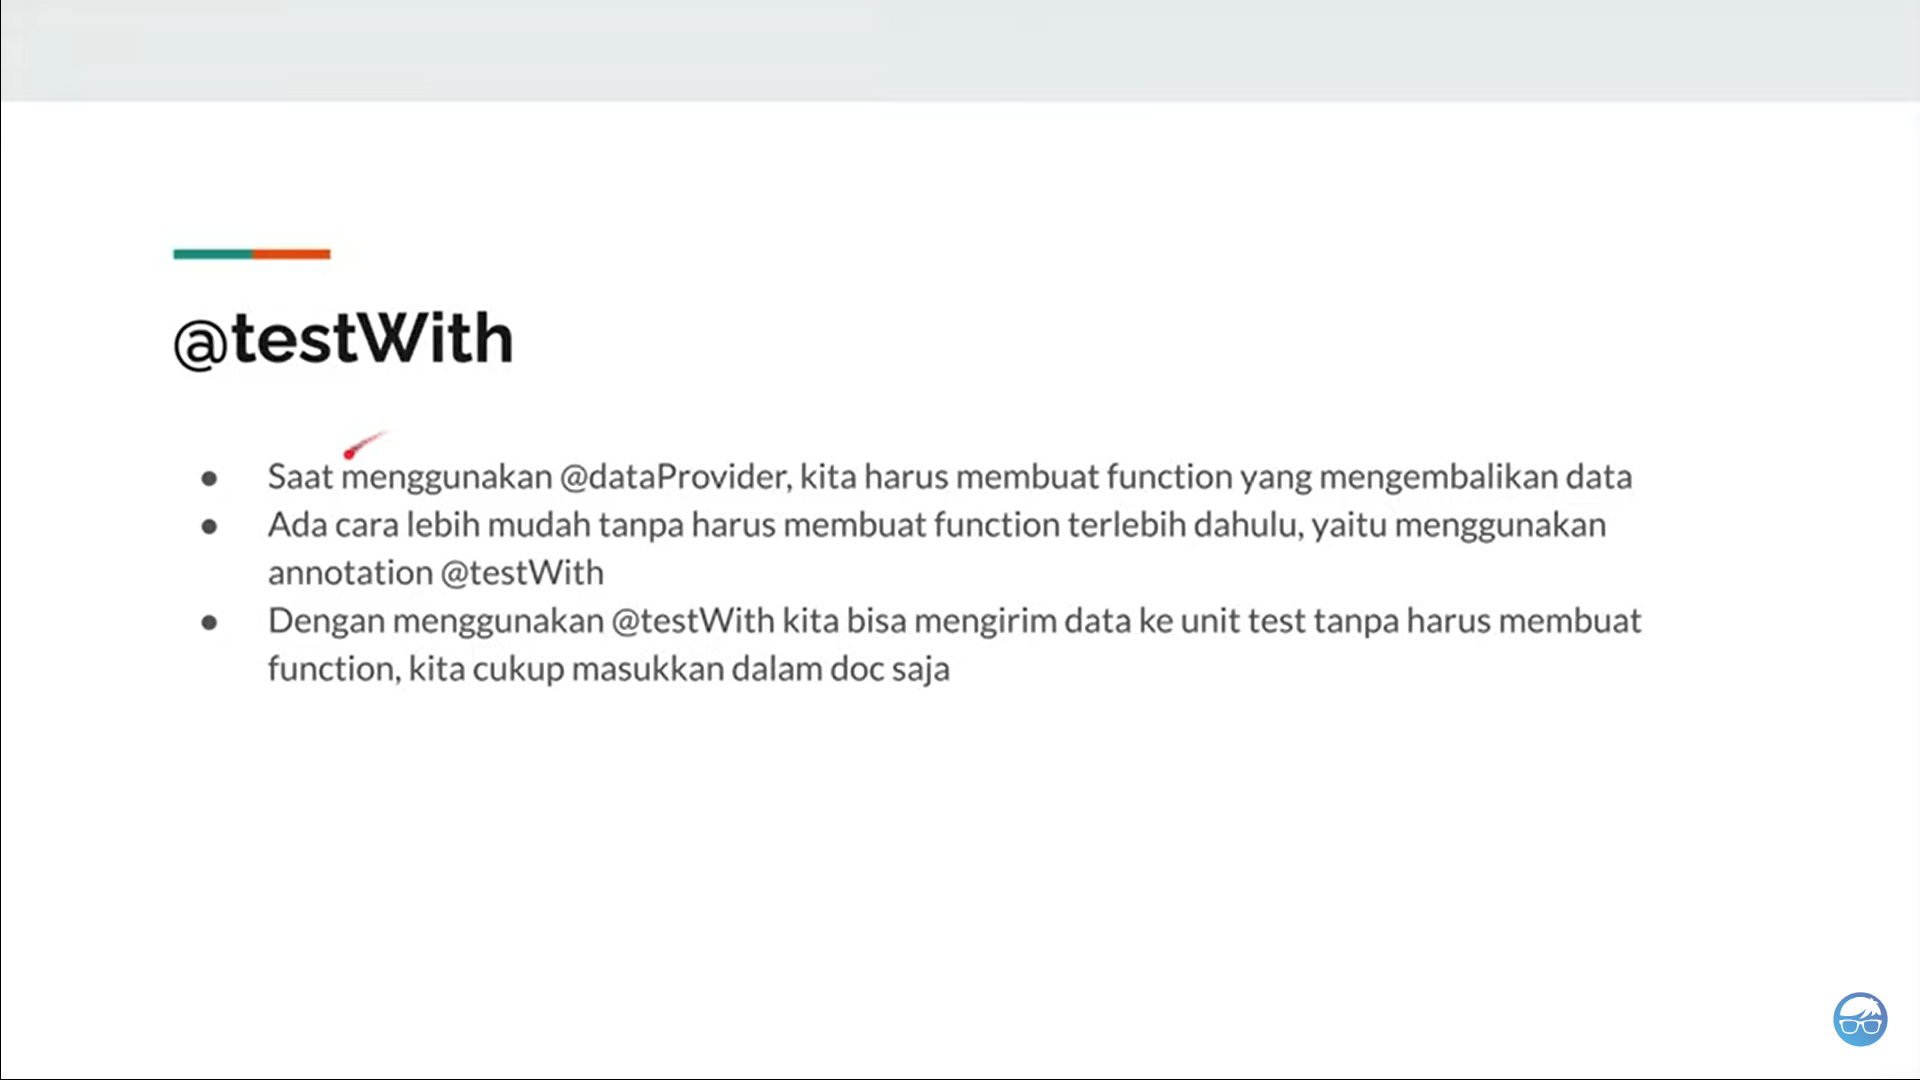 @testWith
● Saat menggunakan @dataProvider, kita harus membuat function yang mengembalikan data
● Ada cara lebih mudah tanpa harus membuat function terlebih dahulu, yaitu menggunakan
annotation @testWith
● Dengan menggunakan @testWith kita bisa mengirim data ke unit test tanpa harus membuat
function, kita cukup masukkan dalam doc saja